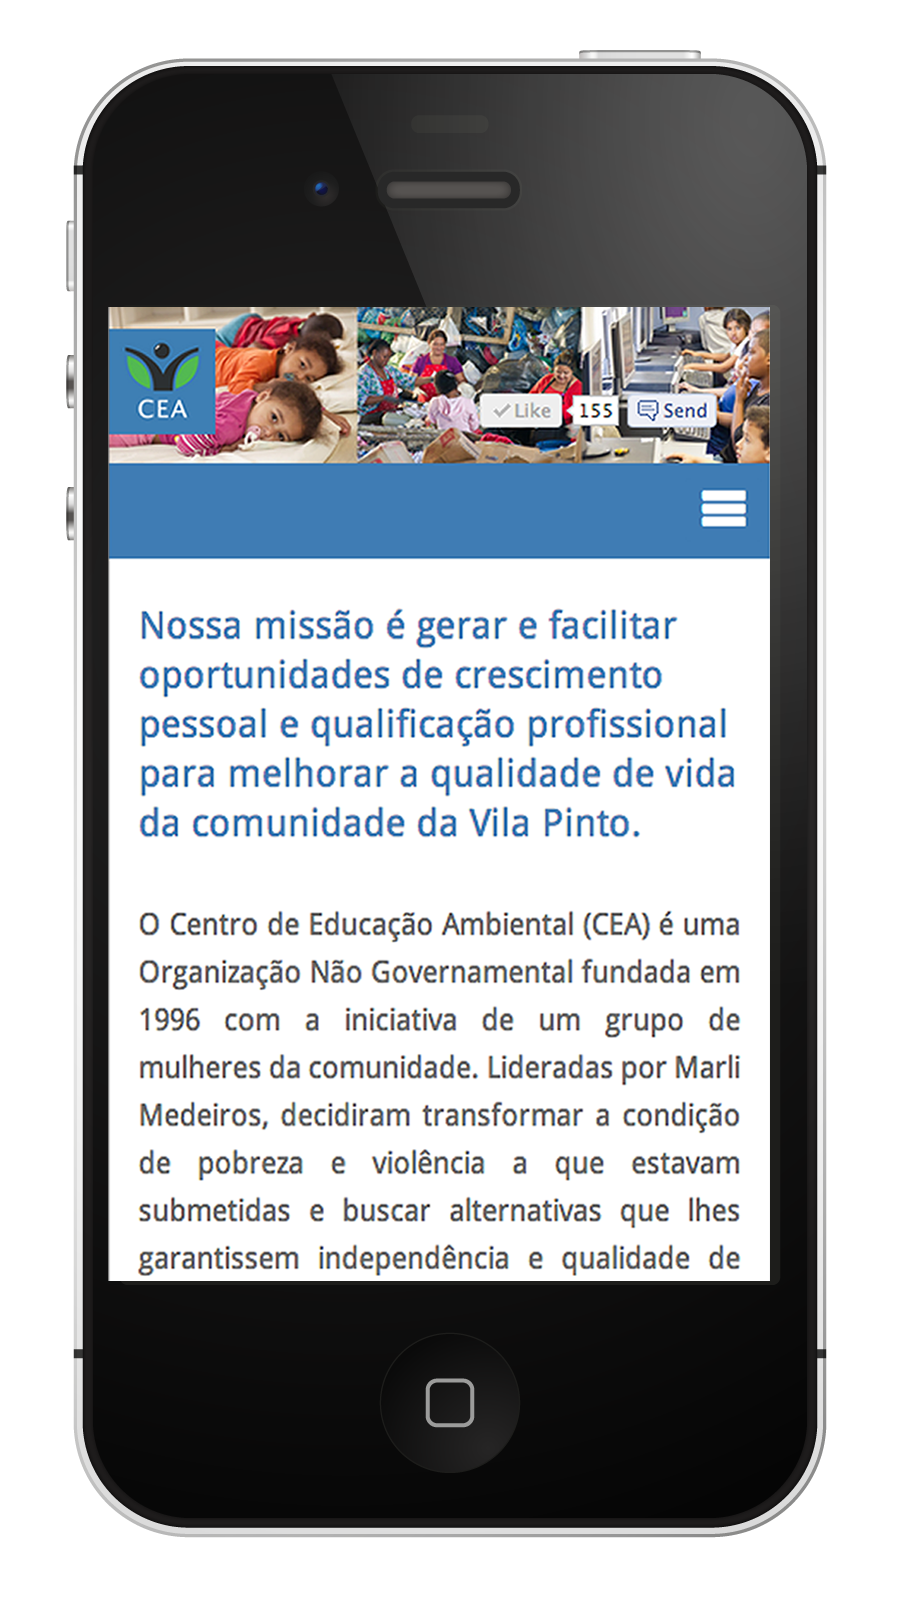 CEA
Like 155 Send
Nossa missão é gerar e facilitar
oportunidades de crescimento
pessoal e qualificação profissional
para melhorar a qualidade de vida
da comunidade da Vila Pinto.
O Centro de Educação Ambiental (CEA) é uma
Organização Não Governamental fundada em
1996 com a iniciativa de um grupo de
mulheres da comunidade. Lideradas por Marli
Medeiros, decidiram transformar a condição
de pobreza e violência a que estavam
submetidas e buscar alternativas que lhes
garantissem independência e qualidade de